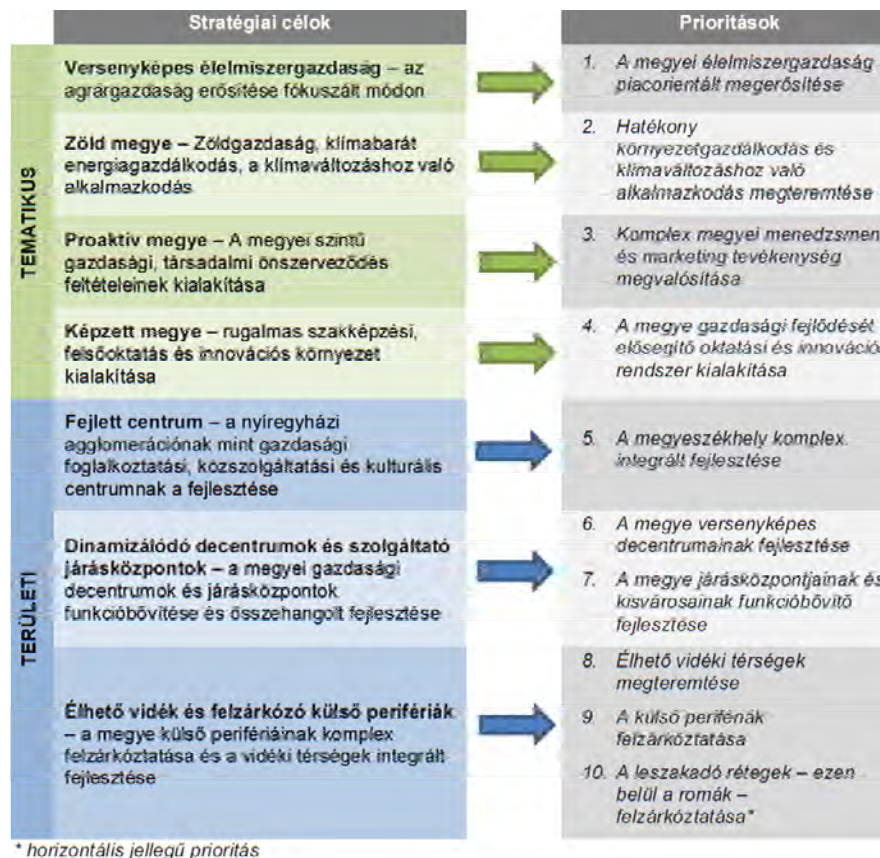 Stratégiai célok
Prioritások
TEMATIKUS
Versenyképes élelmiszergazdaság – az
agrárgazdaság erősítése fókuszált módon
1. A megyei élelmiszergazdaság
piacorientált megerősítése
Zöld megye – Zöldgazdaság, klímabarát
energiagazdálkodás, a klímaváltozáshoz való
alkalmazkodás
2. Hatékony
környezetgazdálkodás és
klímaváltozáshoz való
alkalmazkodás megteremtése
Proaktív megye – A megyei szintű
gazdasági, társadalmi önszerveződés
feltételeinek kialakítása
3. Komplex megyei menedzsmen
és marketing tevékenység
megvalósítása
Képzett megye – rugalmas szakképzési,
felsőoktatás és innovációs környezet
kialakítása
4. A megye gazdasági fejlődését
elősegítő oktatási és innováció
rendszer kialakítása
TERÜLETI
Fejlett centrum – a nyíregyházi
agglomerációnak mint gazdasági
foglalkoztatási, közszolgáltatási és kulturális
centrumnak a fejlesztése
5. A megyeszékhely komplex.
integrált fejlesztése
Dinamizálódó decentrumok és szolgáltató
járásközpontok – a megyei gazdasági
decentrumok és járásközpontok
funkcióbővítése és összehangolt fejlesztése
6. A megye versenyképes
decentrumainak fejlesztése
7. A megye járásközpontjainak és
kisvárosainak funkcióbővítő
fejlesztése
Élhető vidék és felzárkózó külső perifériák
– a megye külső perifériáinak komplex
felzárkóztatása és a vidéki térségek integrált
fejlesztése
8. Élhető vidéki térségek
megteremtése
9. A külső perifériák
felzárkóztatása
10. A leszakadó rétegek – ezen
belül a romák –
felzárkóztatása*
* horizontális jellegű prioritás